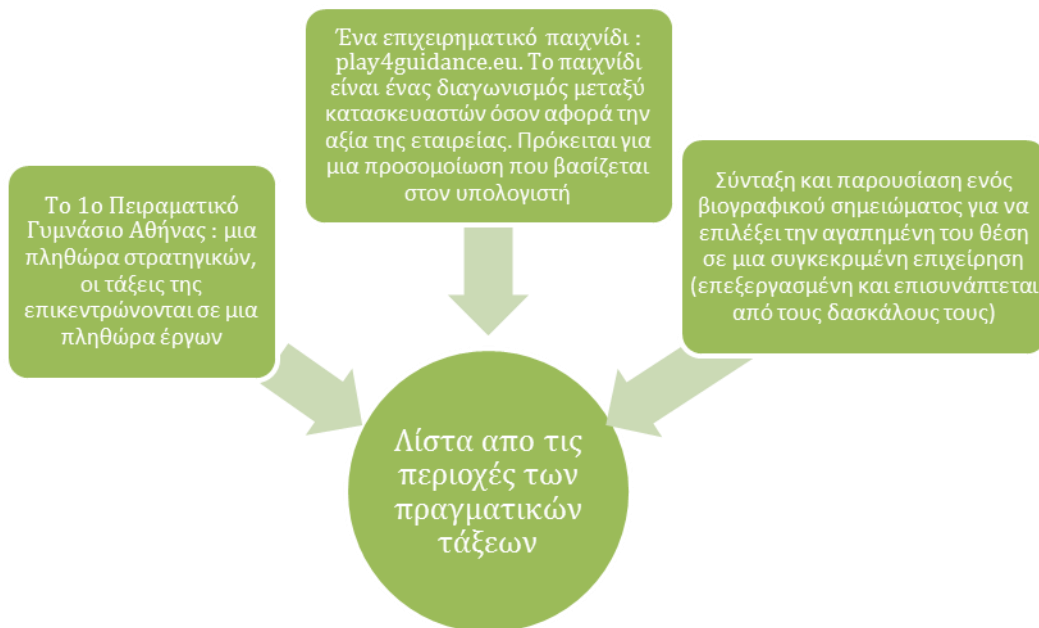 Ένα επιχειρηματικό παιχνίδι :
play4guidance.eu. Το παιχνίδι
είναι ένας διαγωνισμός μεταξύ
κατασκευαστών όσον αφορά την
αξία της εταιρείας. Πρόκειται για
μια προσομοίωση που βασίζεται
στον υπολογιστή
Το 1ο Πειραματικό
Γυμνάσιο Αθήνας : μια
πληθώρα στρατηγικών,
οι τάξεις της
επικεντρώνονται σε μια
πληθώρα έργων
Σύνταξη και παρουσίαση ενός
βιογραφικού σημειώματος για να
επιλέξει την αγαπημένη του θέση
σε μια συγκεκριμένη επιχείρηση
(επεξεργασμένη και επισυνάπτεται
από τους δασκάλους τους)
Λίστα απο τις
περιοχές των
πραγματικών
τάξεων